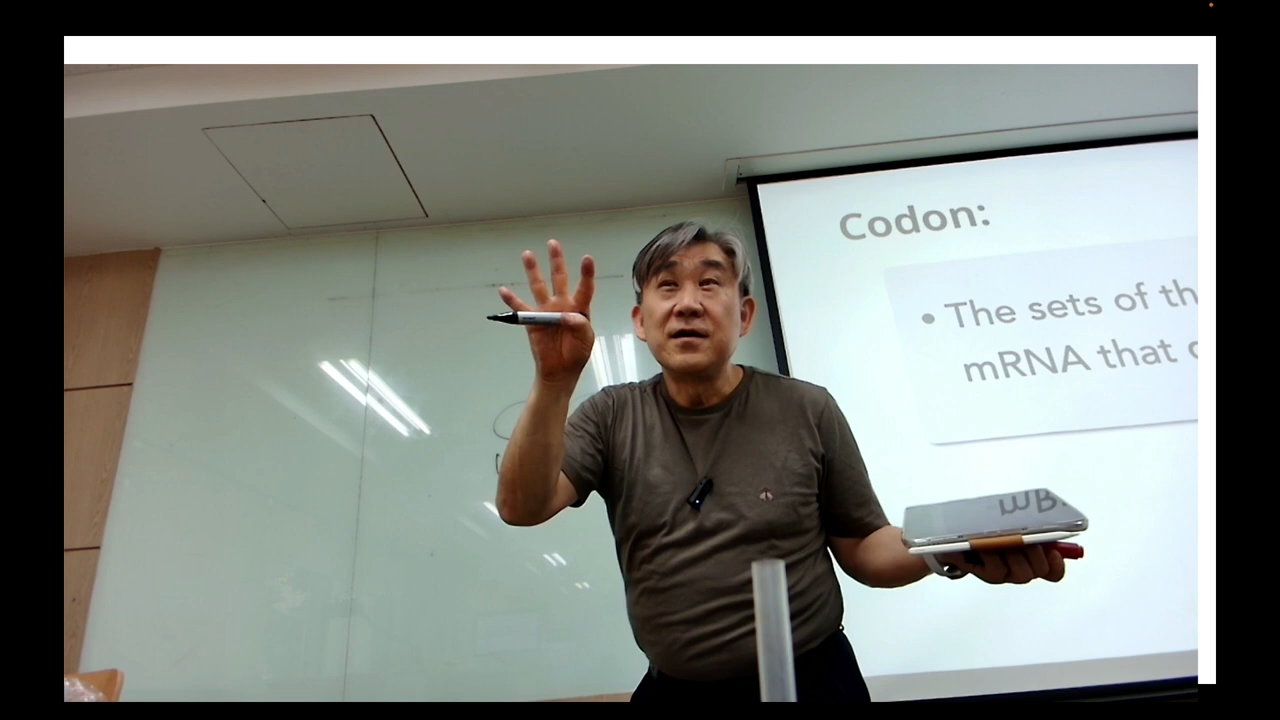 Codon:
• The sets of th
mRNA that